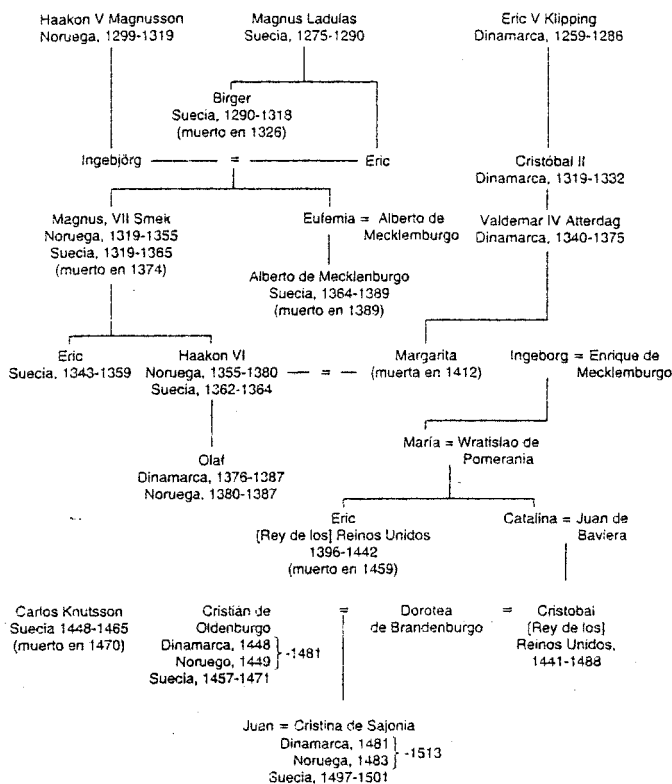 Haakon V Magnusson
Noruega, 1299-1319
Magnus Ladulas
Suecia, 1275-1290
Eric V Klipping
Dinamarca, 1259-1286
Birger
Suecia, 1290-1318
(muerto en 1326)
Ingebjörg = Eric
Cristóbal II
Dinamarca, 1319-1332
Magnus, VII Smek
Noruega, 1319-1355
Suecia, 1319-1365
(muerto en 1374)
Eufemia = Alberto de
Mecklemburgo
Valdemar IV Atterdag
Dinamarca, 1340-1375
Alberto de Mecklenburgo
Suecia, 1364-1389
(muerto en 1389)
Eric
Suecia, 1343-1359
Haakon VI
Noruega, 1355-1380
Suecia, 1362-1364
=
Margarita
(muerta en 1412)
Ingeborg = Enrique de
Mecklemburgo
María = Wratislao de
Pomerania
Olaf
Dinamarca, 1376-1387
Noruega, 1380-1387
Eric
[Rey de los] Reinos Unidos
1396-1442
(muerto en 1459)
Catalina = Juan de
Baviera
Carlos Knutsson
Suecia 1448-1465
(muerto en 1470)
Cristián de
Oldenburgo
Dinamarca, 1448
Noruego, 1449
} -1481
Suecia, 1457-1471
=
Dorotea
de Brandenburgo
=
Cristobal
[Rey de los]
Reinos Unidos,
1441-1488
Juan = Cristina de Sajonia
Dinamarca, 1481
Noruega, 1483
} -1513
Suecia, 1497-1501